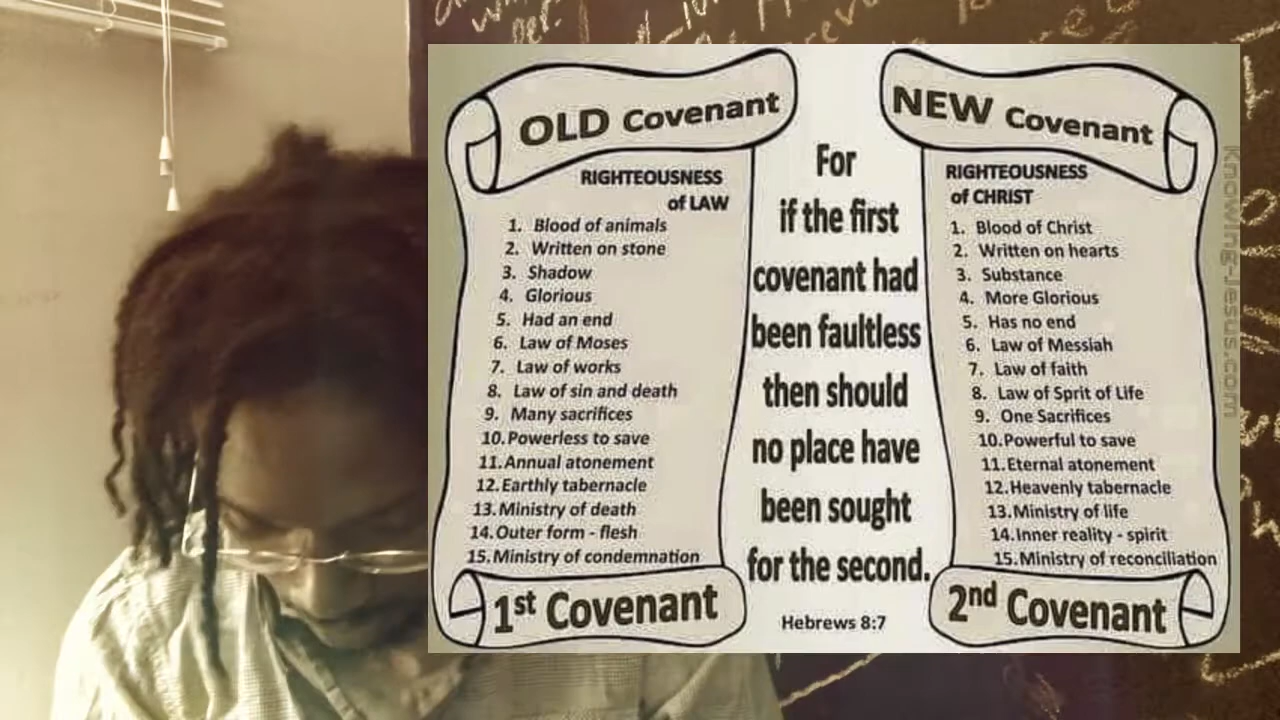 OLD Covenant
RIGHTEOUSNESS
of LAW
1. Blood of animals
2. Written on stone
3. Shadow
4. Glorious
5. Had an end
6. Law of Moses
7. Law of works
8. Law of sin and death
9. Many sacrifices
10. Powerless to save
11. Annual atonement
12. Earthly tabernacle
13. Ministry of death
14. Outer form - flesh
15. Ministry of condemnation
1st Covenant
For
if the first
covenant had
been faultless
then should
no place have
been sought
for the second.
Hebrews 8:7
NEW Covenant
RIGHTEOUSNESS
of CHRIST
1. Blood of Christ
2. Written on hearts
3. Substance
4. More Glorious
5. Has no end
6. Law of Messiah
7. Law of faith
8. Law of Sprit of Life
9. One Sacrifices
10. Powerful to save
11. Eternal atonement
12. Heavenly tabernacle
13. Ministry of life
14. Inner reality - spirit
15. Ministry of reconciliation
2nd Covenant
Knowing-Jesus.com